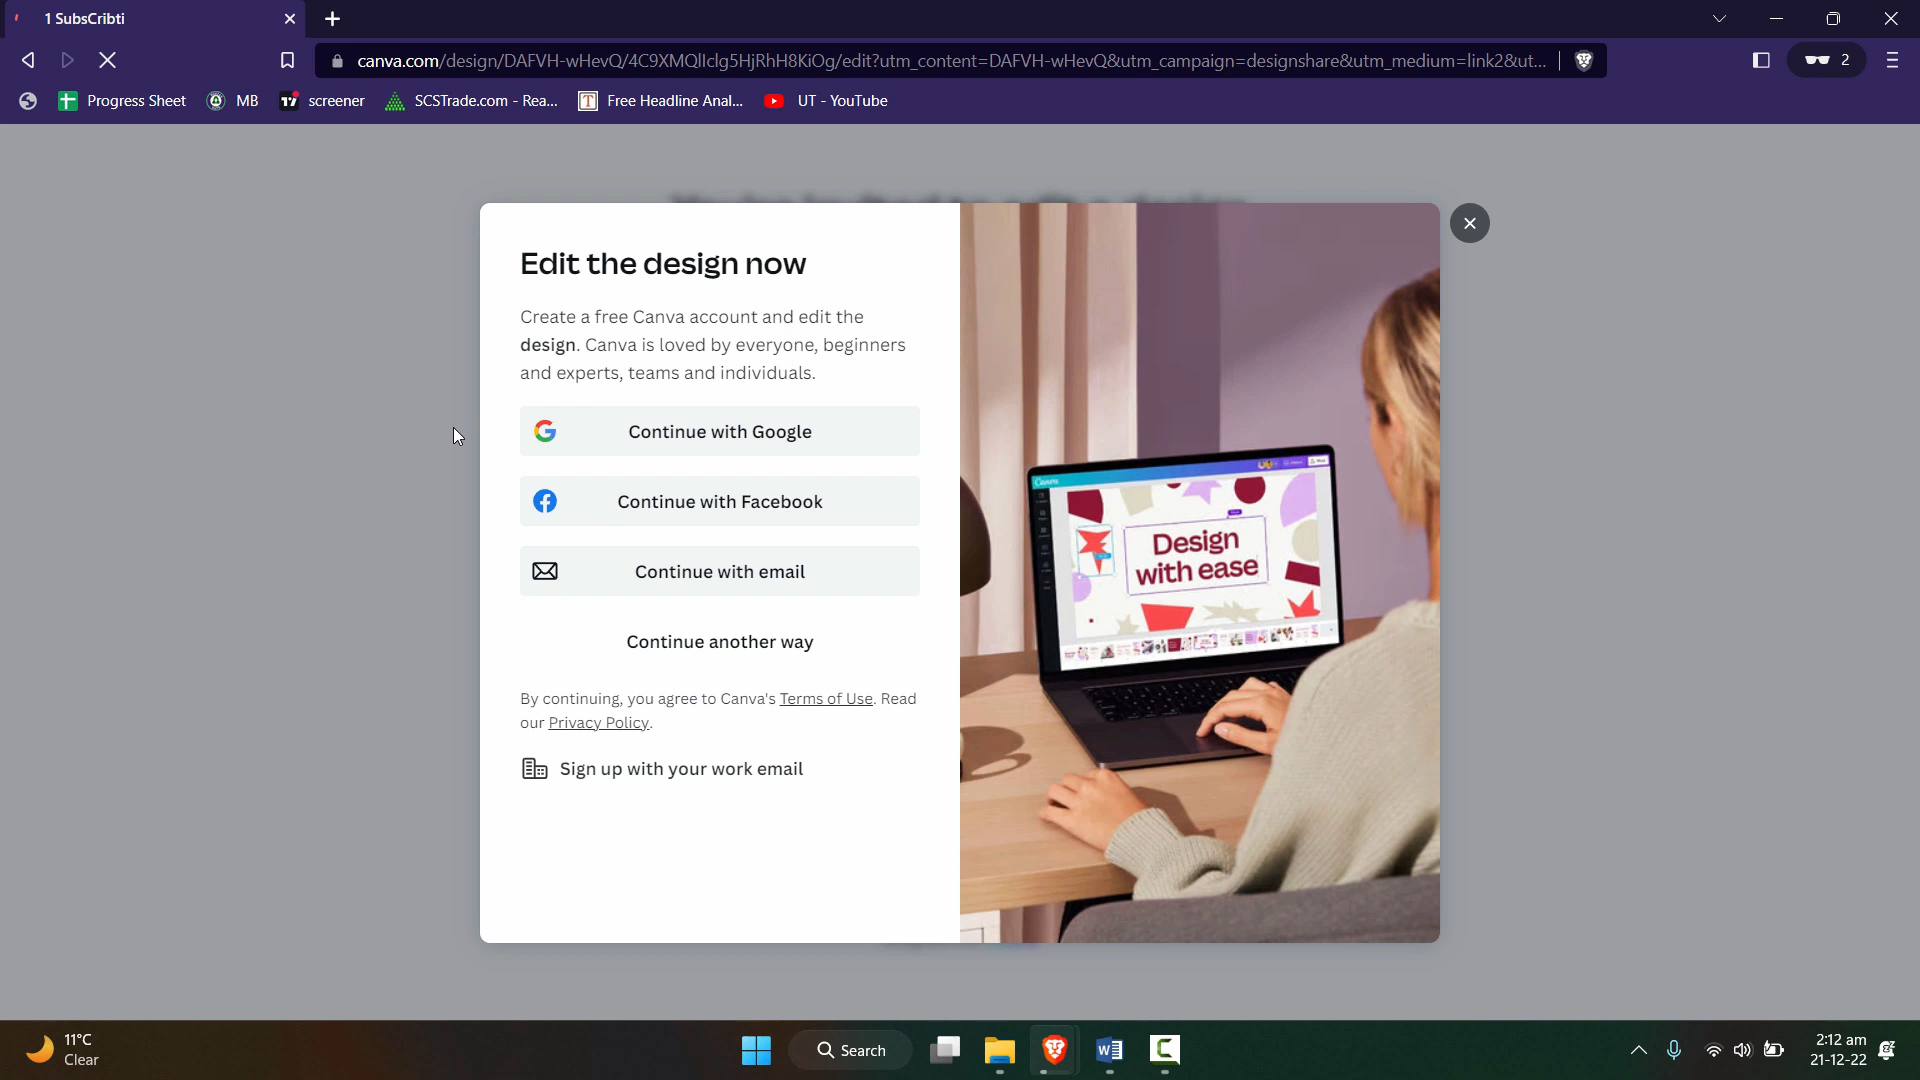 1 SubsCribti
canva.com/design/DAFVH-wHevQ/4C9XMQlIclg5HjRhH8KiOg/edit?utm_content=DAFVH-wHevQ&utm_campaign=designshare&utm_medium=link2&ut...
2
Progress Sheet
MB
screener
SCSTrade.com - Rea...
Free Headline Anal...
UT - YouTube
Edit the design now
Create a free Canva account and edit the
design. Canva is loved by everyone, beginners
and experts, teams and individuals.
Continue with Google
Continue with Facebook
Continue with email
Continue another way
By continuing, you agree to Canva's Terms of Use. Read
our Privacy Policy.
Sign up with your work email
Canva
Design
with ease
11°C
Clear
Search
2:12 am
21-12-22